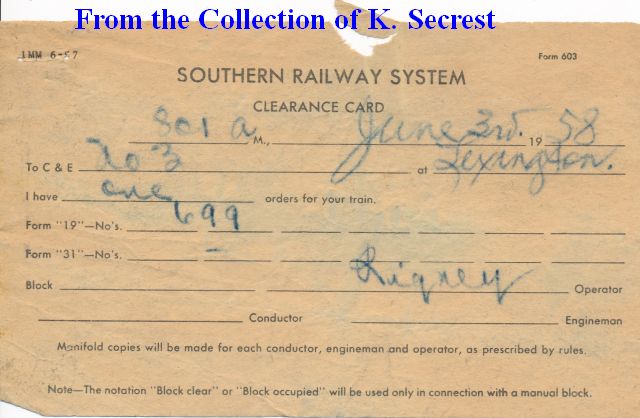 From the Collection of K. Secrest
1MM 6-57 Form 603
SOUTHERN RAILWAY SYSTEM
CLEARANCE CARD
801 a M., June 3rd. 19 58
To C & E No 3 at Lexington.
I have one orders for your train.
Form "19"—No's. 699
Form "31"—No's. —
Block Rigney Operator
Conductor Engineman
Manifold copies will be made for each conductor, engineman and operator, as prescribed by rules.
Note—The notation "Block clear" or "Block occupied" will be used only in connection with a manual block.